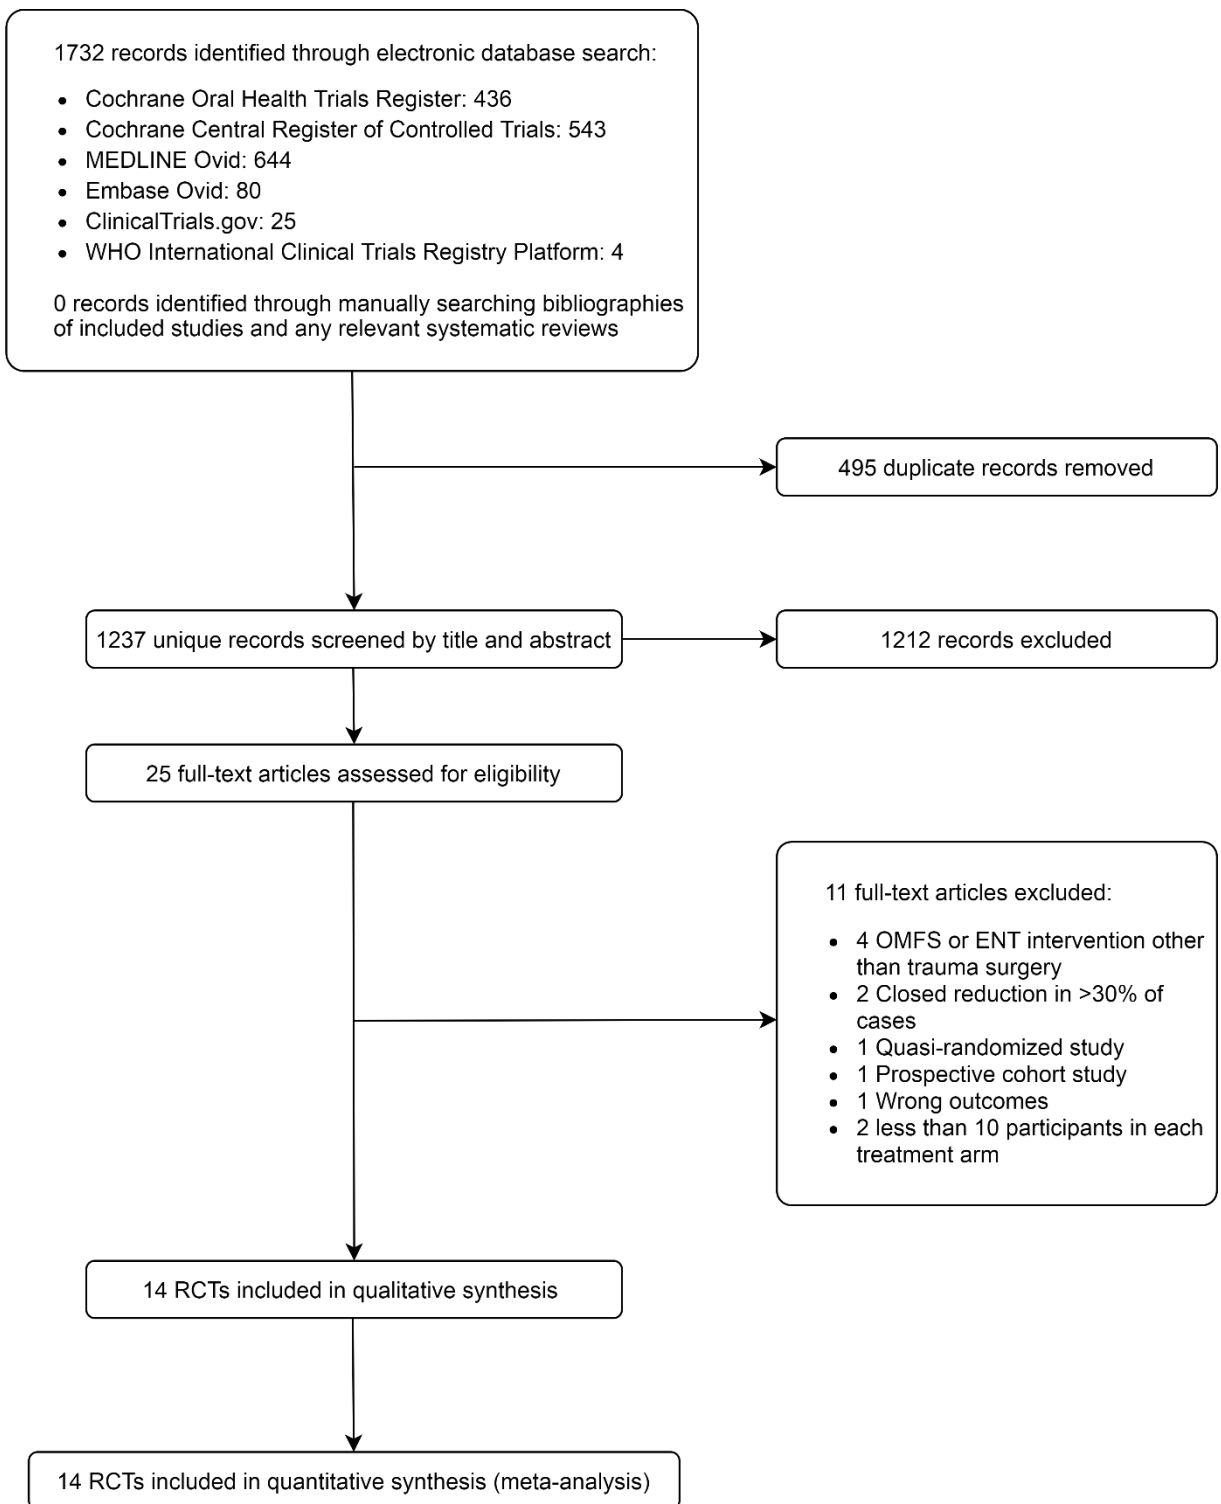 1732 records identified through electronic database search:
• Cochrane Oral Health Trials Register: 436
• Cochrane Central Register of Controlled Trials: 543
• MEDLINE Ovid: 644
• Embase Ovid: 80
• ClinicalTrials.gov: 25
• WHO International Clinical Trials Registry Platform: 4
0 records identified through manually searching bibliographies
of included studies and any relevant systematic reviews
495 duplicate records removed
1237 unique records screened by title and abstract
1212 records excluded
25 full-text articles assessed for eligibility
11 full-text articles excluded:
• 4 OMFS or ENT intervention other
than trauma surgery
• 2 Closed reduction in >30% of
cases
• 1 Quasi-randomized study
• 1 Prospective cohort study
• 1 Wrong outcomes
• 2 less than 10 participants in each
treatment arm
14 RCTs included in qualitative synthesis
14 RCTs included in quantitative synthesis (meta-analysis)